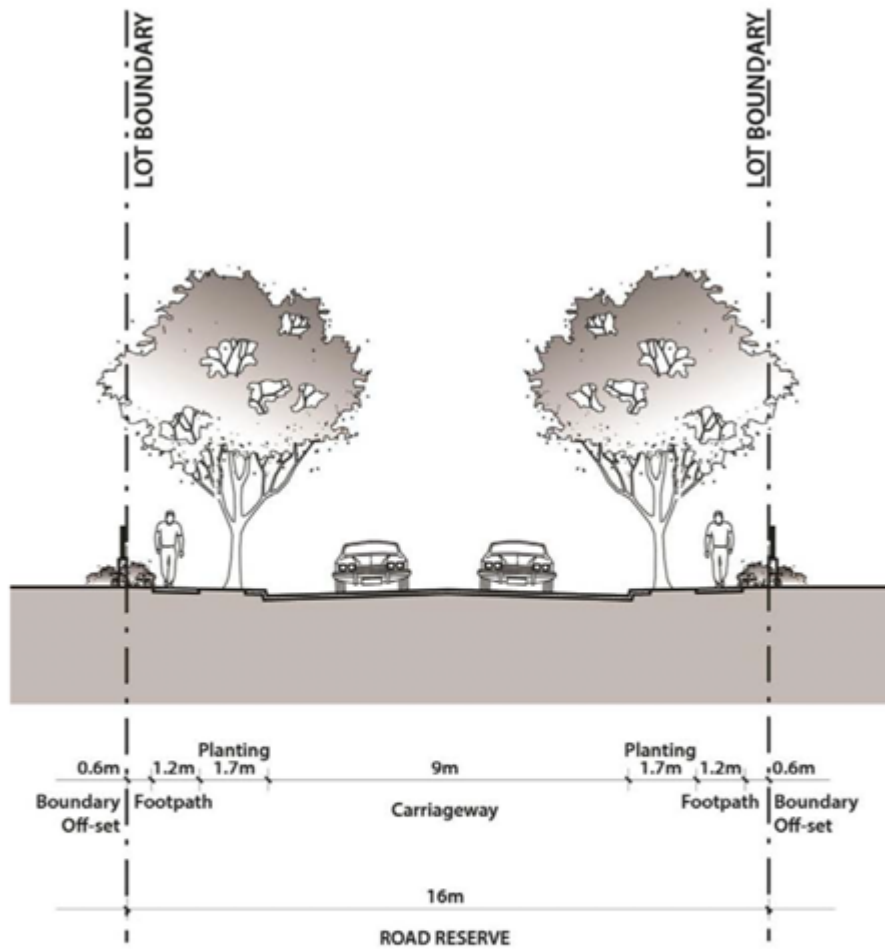 LOT BOUNDARY
LOT BOUNDARY
Planting
Planting
0.6m 1.2m 1.7m 9m 1.7m 1.2m 0.6m
Boundary Footpath Carriageway Footpath Boundary
Off-set Off-set
16m
ROAD RESERVE